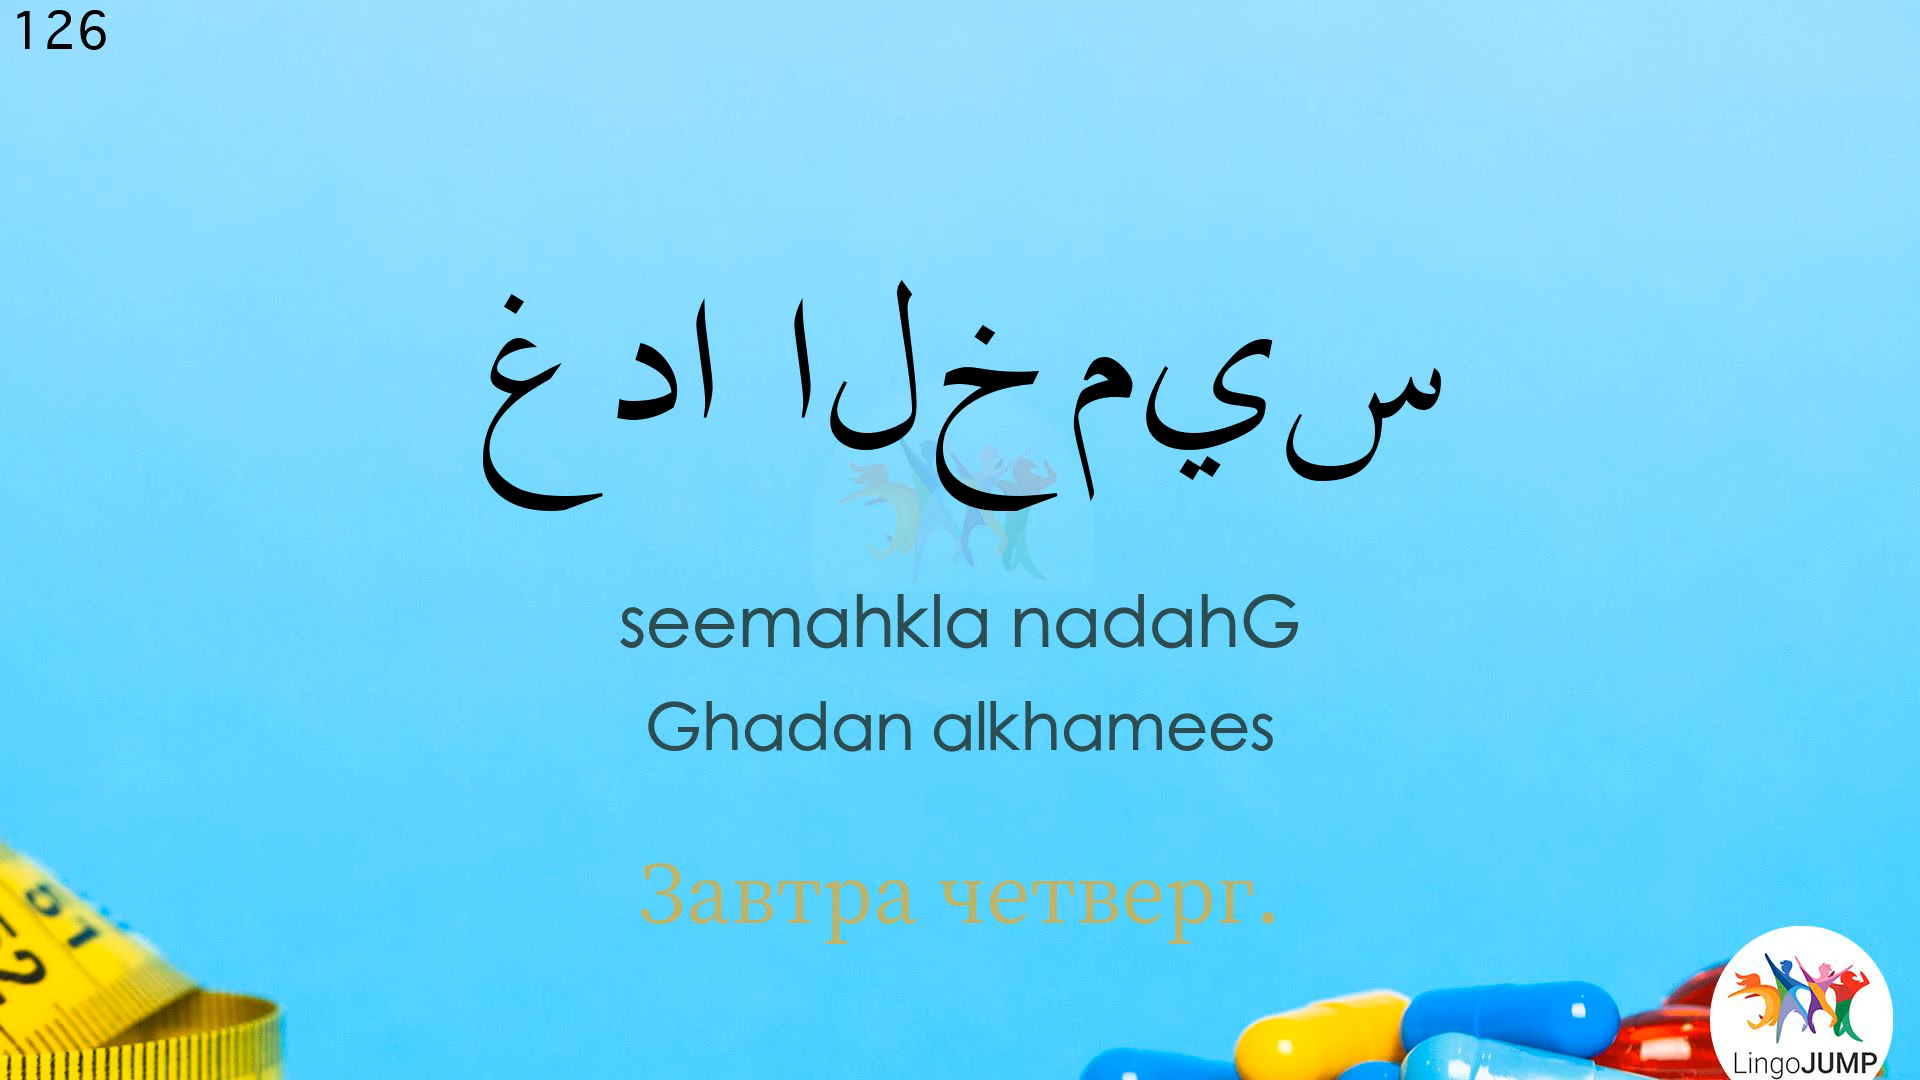 126
غدا الخميس
seemahkla nadahG
Ghadan alkhamees
Завтра четверг.
LingoJUMP